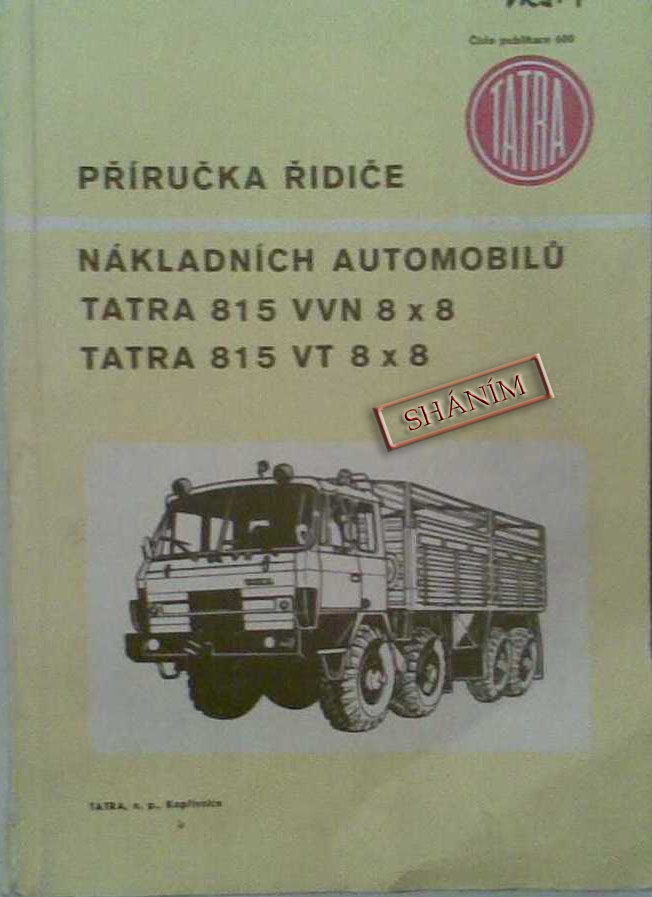 Číslo publikace 600
TATRA
PŘÍRUČKA ŘIDIČE
NÁKLADNÍCH AUTOMOBILŮ
TATRA 815 VVN 8 x 8
TATRA 815 VT 8 x 8
SHÁNÍM
TATRA, n. p., Kopřivnice